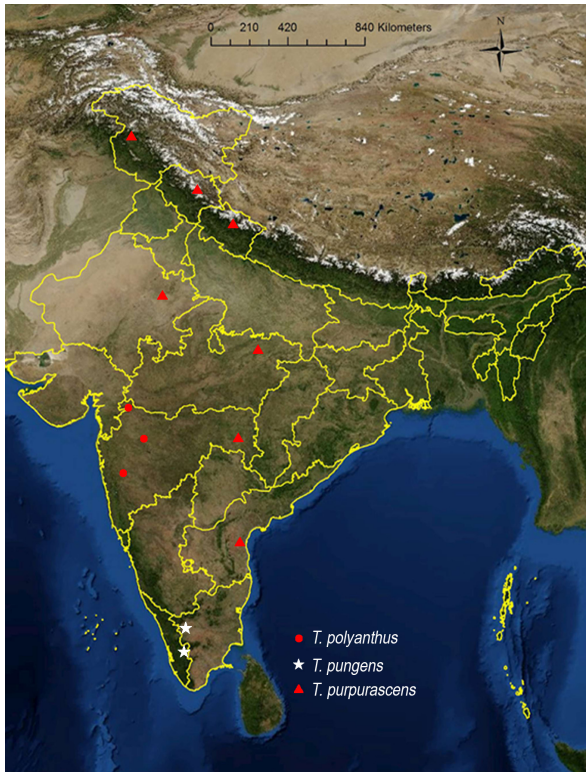 N
0 210 420 840 Kilometers
T. polyanthus
T. pungens
T. purpurascens